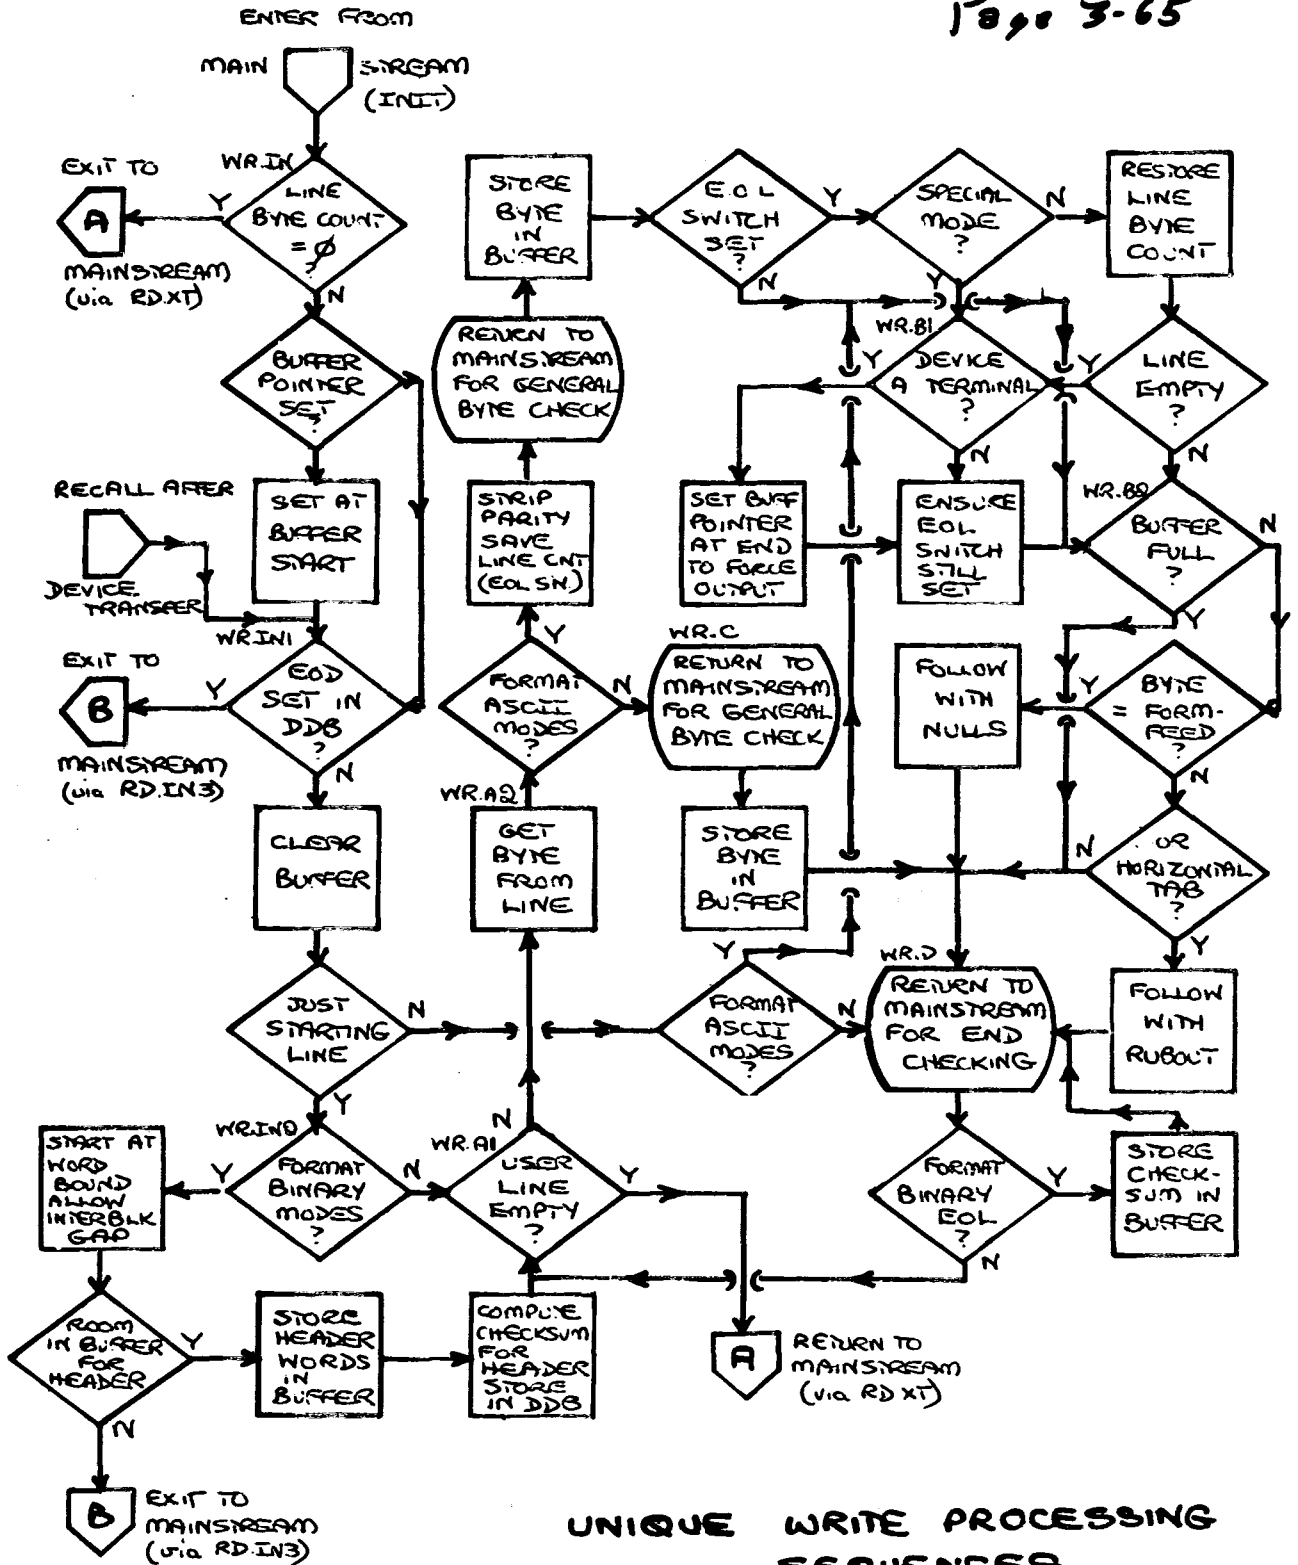 Page 3-65
ENTER FROM
MAIN STREAM
(INIT)
WR.IN
EXIT TO
A
MAINSTREAM
(via RD.XT)
Y
LINE
BYTE COUNT
= Ø
?
N
BUFFER
POINTER
SET
?
SET AT
BUFFER
START
RECALL AFTER
DEVICE
TRANSFER
WR.IN1
EXIT TO
B
MAINSTREAM
(via RD.IN3)
Y
EOD
SET IN
DDB
?
N
CLEAR
BUFFER
JUST
STARTING
LINE
N
Y
WR.IN2
FORMAT
BINARY
MODES
?
Y
N
START AT
WORD
BOUND
ALLOW
INTERBLK
GAP
ROOM
IN BUFFER
FOR
HEADER
Y
N
B
EXIT TO
MAINSTREAM
(via RD.IN3)
STORE
HEADER
WORDS
IN
BUFFER
COMPUTE
CHECKSUM
FOR
HEADER
STORE
IN DDB
WR.A1
USER
LINE
EMPTY
?
N
Y
A
RETURN TO
MAINSTREAM
(via RD XT)
GET
BYTE
FROM
LINE
WR.A2
FORMAT
ASCII
MODES
?
Y
N
STRIP
PARITY
SAVE
LINE CNT
(EOL SW.)
RETURN TO
MAINSTREAM
FOR GENERAL
BYTE CHECK
STORE
BYTE
IN
BUFFER
E.O.L
SWITCH
SET
?
Y
N
SPECIAL
MODE
?
N
Y
RESTORE
LINE
BYTE
COUNT
WR.B1
DEVICE
A TERMINAL
?
Y
N
LINE
EMPTY
?
Y
N
SET BUFF
POINTER
AT END
TO FORCE
OUTPUT
ENSURE
EOL
SWITCH
STILL
SET
WR.B2
BUFFER
FULL
?
N
Y
WR.C
RETURN TO
MAINSTREAM
FOR GENERAL
BYTE CHECK
STORE
BYTE
IN
BUFFER
FOLLOW
WITH
NULLS
BYTE
= FORM-
FEED
?
Y
N
OR
HORIZONTAL
TAB
?
N
Y
FOLLOW
WITH
RUBOUT
FORMAT
ASCII
MODES
?
Y
N
WR.D
RETURN TO
MAINSTREAM
FOR END
CHECKING
FORMAT
BINARY
EOL
?
Y
N
STORE
CHECK-
SUM IN
BUFFER
UNIQUE WRITE PROCESSING
SEQUENCES